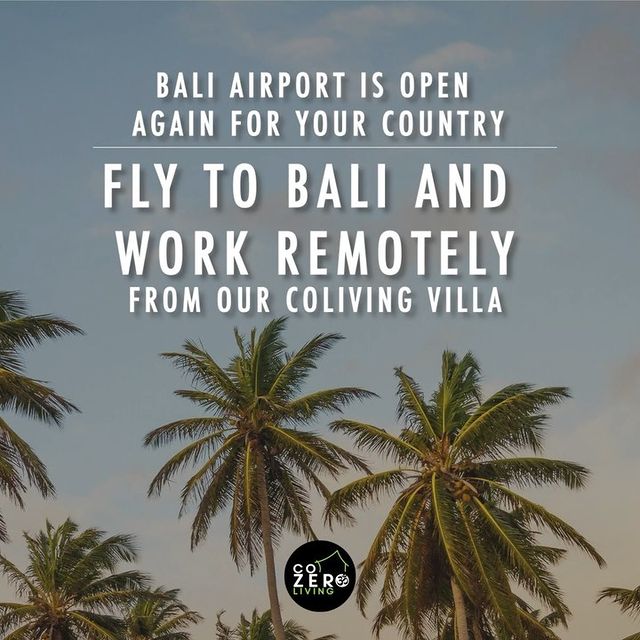 BALI AIRPORT IS OPEN
AGAIN FOR YOUR COUNTRY
FLY TO BALI AND
WORK REMOTELY
FROM OUR COLIVING VILLA
CO
ZERO
LIVING